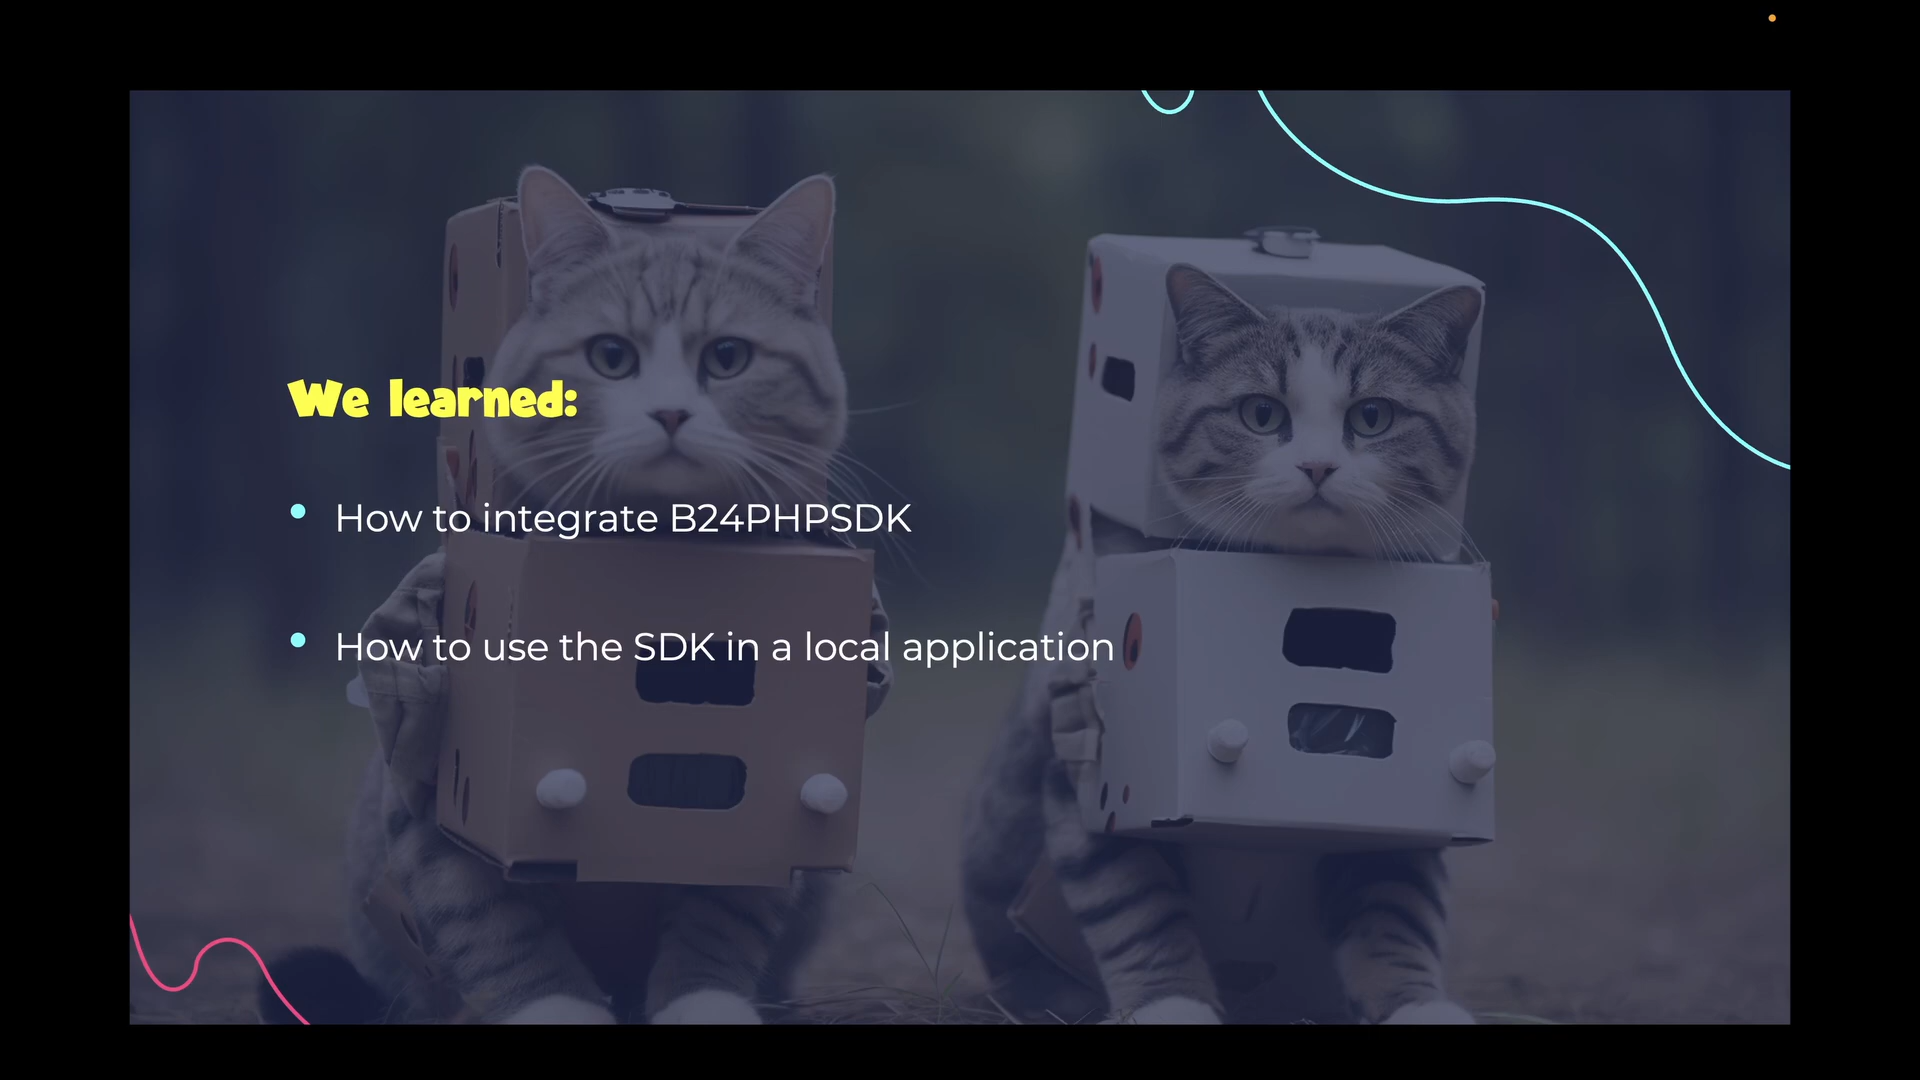 We learned:
How to integrate B24PHPSDK
How to use the SDK in a local application